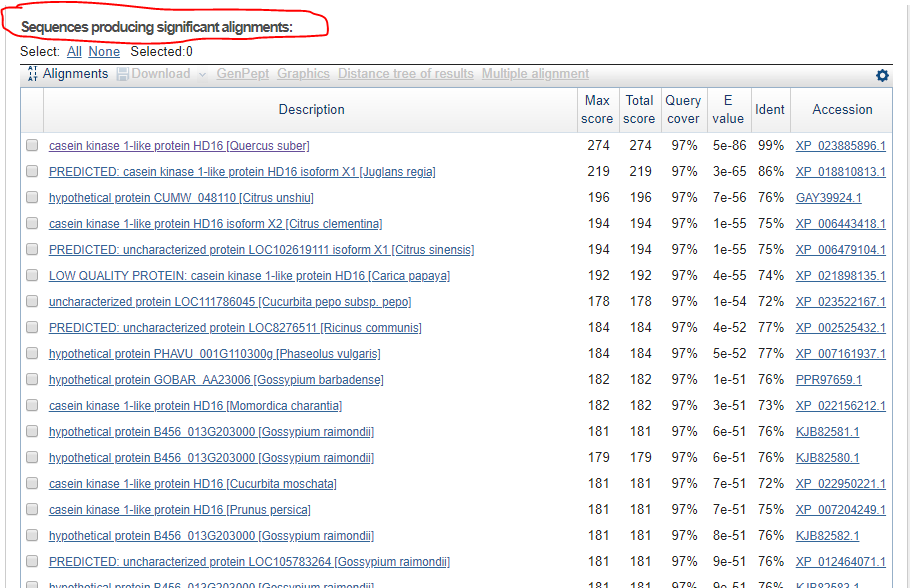 Sequences producing significant alignments:
Select: All None Selected:0
Alignments Download GenPept Graphics Distance tree of results Multiple alignment
Description Max score Total score Query cover E value Ident Accession
casein kinase 1-like protein HD16 [Quercus suber] 274 274 97% 5e-86 99% XP_023885896.1
PREDICTED: casein kinase 1-like protein HD16 isoform X1 [Juglans regia] 219 219 97% 3e-65 86% XP_018810813.1
hypothetical protein CUMW_048110 [Citrus unshiu] 196 196 97% 7e-56 76% GAY39924.1
casein kinase 1-like protein HD16 isoform X2 [Citrus clementina] 194 194 97% 1e-55 75% XP_006443418.1
PREDICTED: uncharacterized protein LOC102619111 isoform X1 [Citrus sinensis] 194 194 97% 1e-55 75% XP_006479104.1
LOW QUALITY PROTEIN: casein kinase 1-like protein HD16 [Carica papaya] 192 192 97% 4e-55 74% XP_021898135.1
uncharacterized protein LOC111786045 [Cucurbita pepo subsp. pepo] 178 178 97% 1e-54 72% XP_023522167.1
PREDICTED: uncharacterized protein LOC8276511 [Ricinus communis] 184 184 97% 4e-52 77% XP_002525432.1
hypothetical protein PHAVU_001G110300g [Phaseolus vulgaris] 184 184 97% 5e-52 77% XP_007161937.1
hypothetical protein GOBAR_AA23006 [Gossypium barbadense] 182 182 97% 1e-51 76% PPR97659.1
casein kinase 1-like protein HD16 [Momordica charantia] 182 182 97% 3e-51 73% XP_022156212.1
hypothetical protein B456_013G203000 [Gossypium raimondii] 181 181 97% 6e-51 76% KJB82581.1
hypothetical protein B456_013G203000 [Gossypium raimondii] 179 179 97% 6e-51 76% KJB82580.1
casein kinase 1-like protein HD16 [Cucurbita moschata] 181 181 97% 7e-51 72% XP_022950221.1
casein kinase 1-like protein HD16 [Prunus persica] 181 181 97% 7e-51 75% XP_007204249.1
hypothetical protein B456_013G203000 [Gossypium raimondii] 181 181 97% 8e-51 76% KJB82582.1
PREDICTED: uncharacterized protein LOC105783264 [Gossypium raimondii] 181 181 97% 9e-51 76% XP_012464071.1
hypothetical protein B456_013G203000 [Gossypium raimondii] 181 181 97% 9e-51 76% KJB82583.1